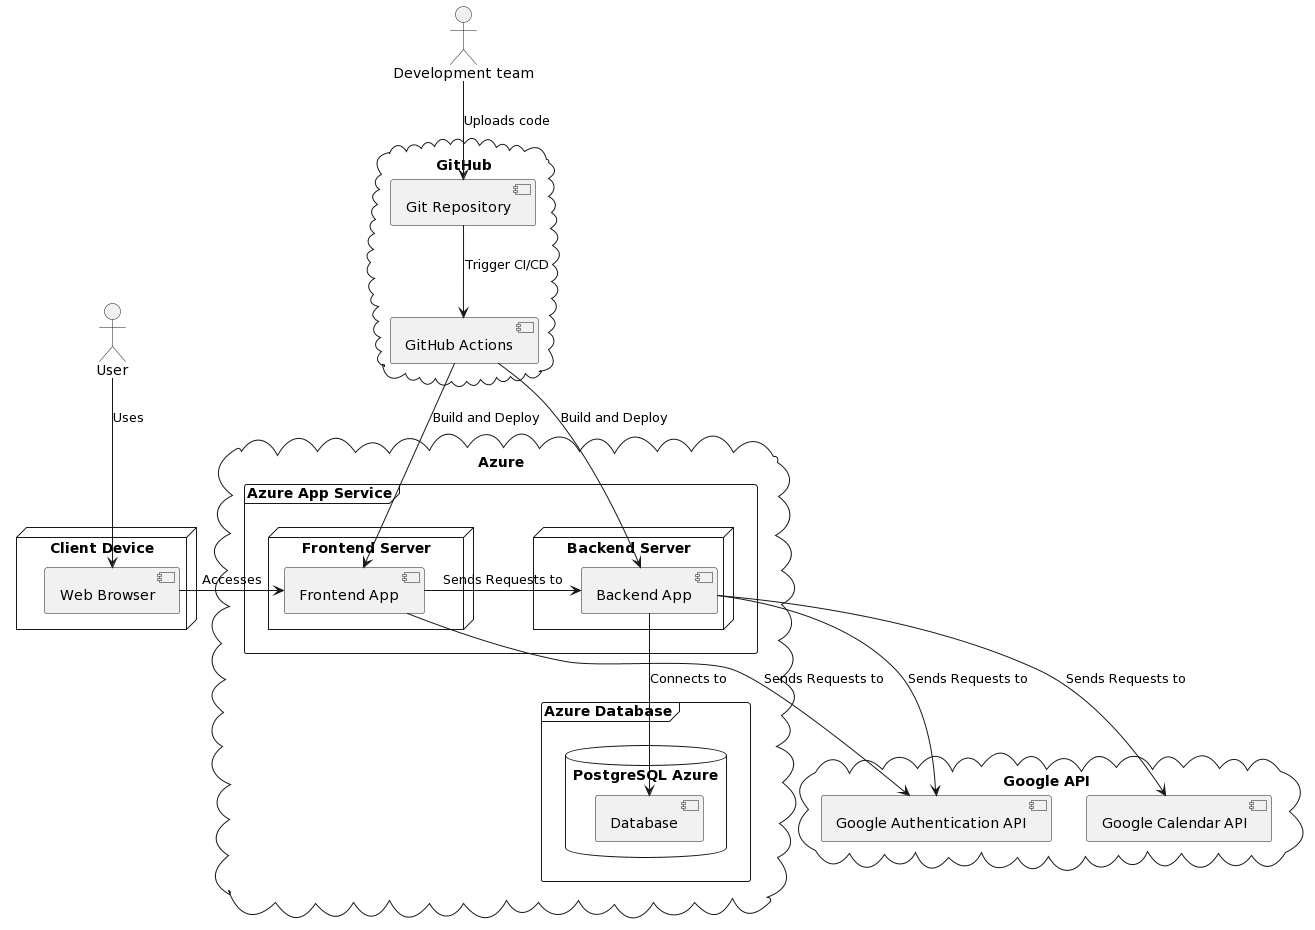 Development team
Uploads code
GitHub
Git Repository
Trigger CI/CD
GitHub Actions
User
Uses
Build and Deploy
Build and Deploy
Azure
Azure App Service
Client Device
Frontend Server
Backend Server
Web Browser
Accesses
Frontend App
Sends Requests to
Backend App
Connects to
Sends Requests to
Sends Requests to
Sends Requests to
Azure Database
PostgreSQL Azure
Database
Google API
Google Authentication API
Google Calendar API